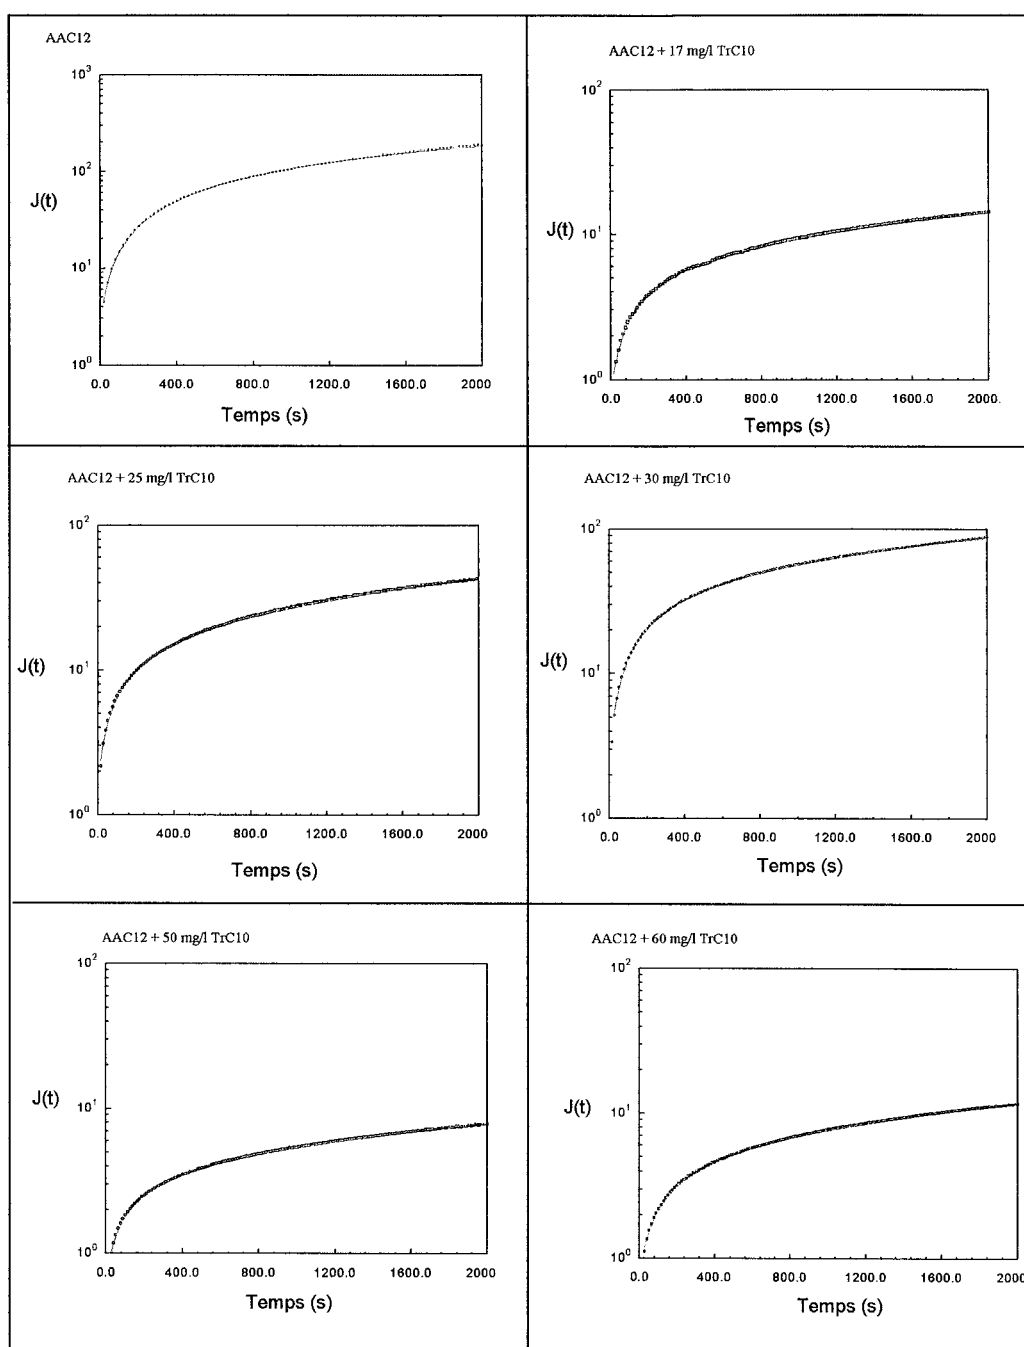 AAC12
10³
10²
J(t)
10¹
10⁰
0.0 400.0 800.0 1200.0 1600.0 2000
Temps (s)
AAC12 + 17 mg/l TrC10
10²
J(t)
10¹
10⁰
0.0 400.0 800.0 1200.0 1600.0 2000.
Temps (s)
AAC12 + 25 mg/l TrC10
10²
J(t)
10¹
10⁰
0.0 400.0 800.0 1200.0 1600.0 2000
Temps (s)
AAC12 + 30 mg/l TrC10
10²
J(t)
10¹
10⁰
0.0 400.0 800.0 1200.0 1600.0 2000
Temps (s)
AAC12 + 50 mg/l TrC10
10²
J(t)
10¹
10⁰
0.0 400.0 800.0 1200.0 1600.0 2000
Temps (s)
AAC12 + 60 mg/l TrC10
10²
J(t)
10¹
10⁰
0.0 400.0 800.0 1200.0 1600.0 2000
Temps (s)